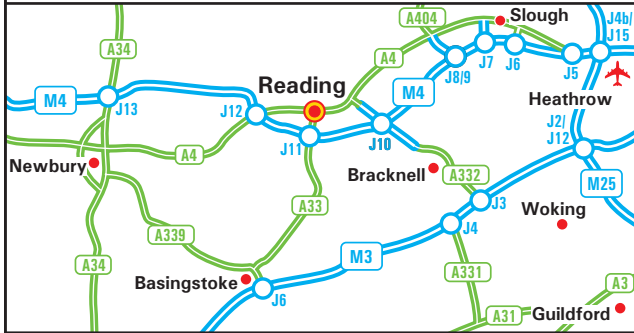 A404
Slough
J4b/
J15
A34
J7
J6
A4
J8/9
J5
Reading
M4
M4
J13
J12
Heathrow
J11
J10
J2/
J12
A4
Newbury
Bracknell
A332
M25
A33
J3
Woking
J4
A339
M3
A34
Basingstoke
A331
J6
A3
A31
Guildford